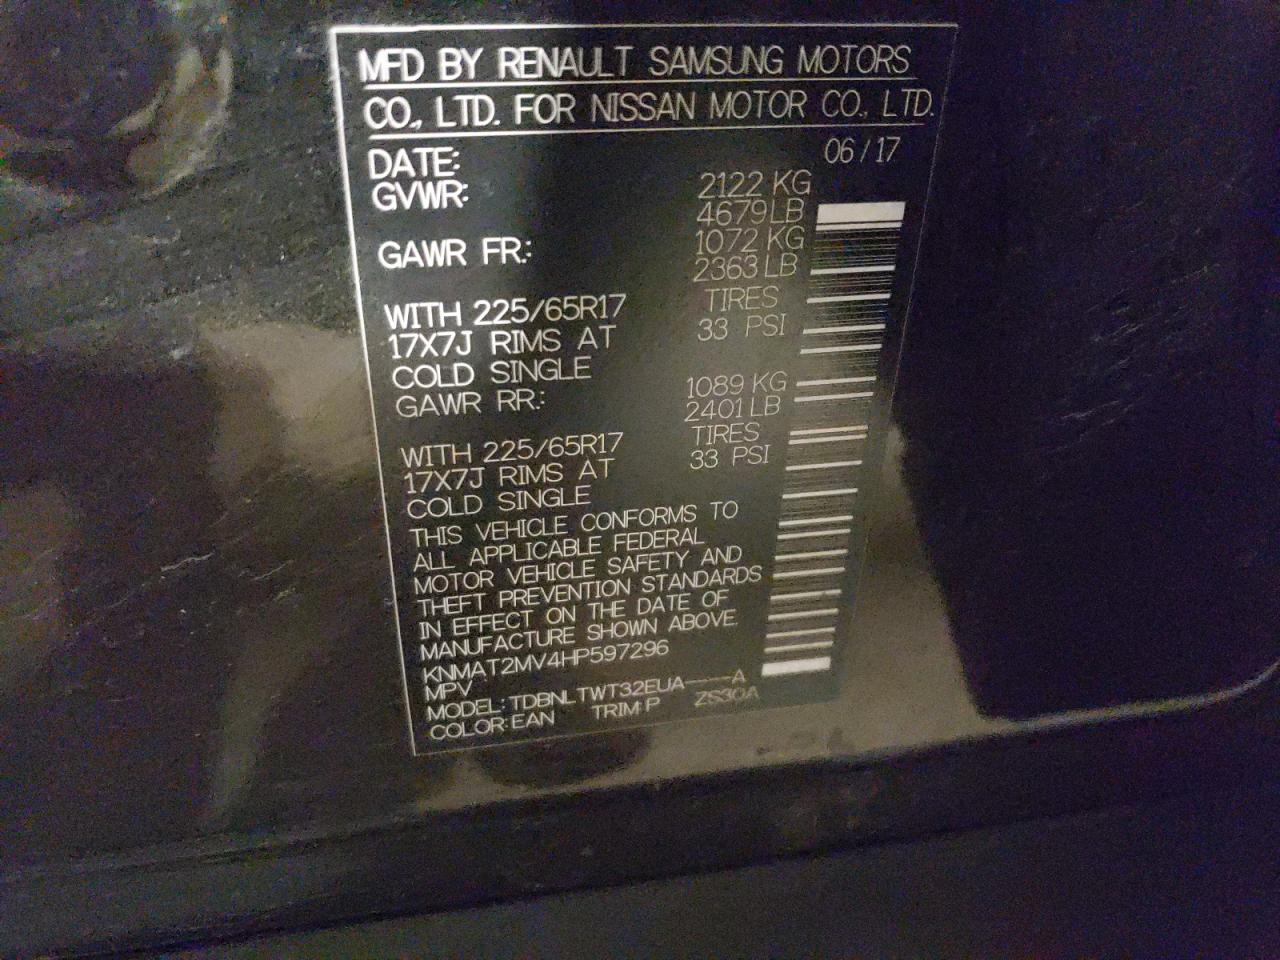 MFD BY RENAULT SAMSUNG MOTORS
CO., LTD. FOR NISSAN MOTOR CO., LTD.
DATE: 06/17
GVWR: 2122 KG
4679 LB
GAWR FR.: 1072 KG
2363 LB
WITH 225/65R17 TIRES
17X7J RIMS AT 33 PSI
COLD SINGLE
GAWR RR.: 1089 KG
2401 LB
WITH 225/65R17 TIRES
17X7J RIMS AT 33 PSI
COLD SINGLE
THIS VEHICLE CONFORMS TO
ALL APPLICABLE FEDERAL
MOTOR VEHICLE SAFETY AND
THEFT PREVENTION STANDARDS
IN EFFECT ON THE DATE OF
MANUFACTURE SHOWN ABOVE.
KNMAT2MV4HP597296
MPV
MODEL: TDBNLTWT32EUA-----A
COLOR: EAN TRIM: P ZS30A